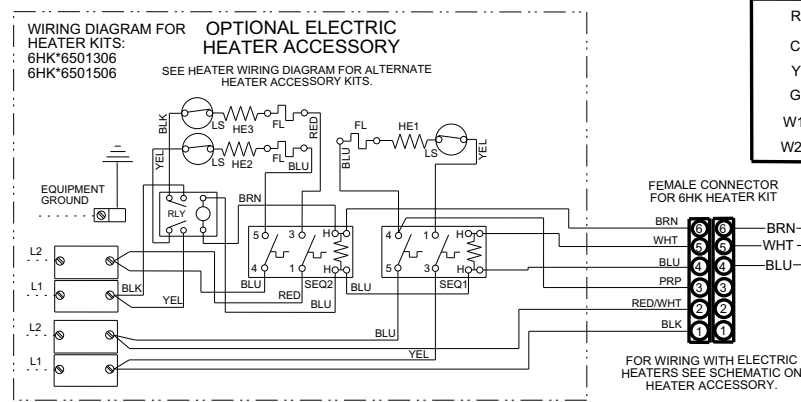 WIRING DIAGRAM FOR
HEATER KITS:
6HK*6501306
6HK*6501506
OPTIONAL ELECTRIC
HEATER ACCESSORY
SEE HEATER WIRING DIAGRAM FOR ALTERNATE
HEATER ACCESSORY KITS.
R
C
Y
G
W1
W2
BLK
LS
HE3
FL
RED
YEL
LS
HE2
FL
BLU
FL
HE1
BLU
LS
YEL
EQUIPMENT
GROUND
RLY
BRN
5
3
H
4
1
H
SEQ2
4
1
H
5
3
H
SEQ1
L2
L1
BLK
YEL
BLU
RED
BLU
BLU
L2
L1
BLU
YEL
FEMALE CONNECTOR
FOR 6HK HEATER KIT
BRN 6 6 BRN
WHT 5 5 WHT
BLU 4 4 BLU
PRP 3 3
RED/WHT 2 2
BLK 1 1
FOR WIRING WITH ELECTRIC
HEATERS SEE SCHEMATIC ON
HEATER ACCESSORY.